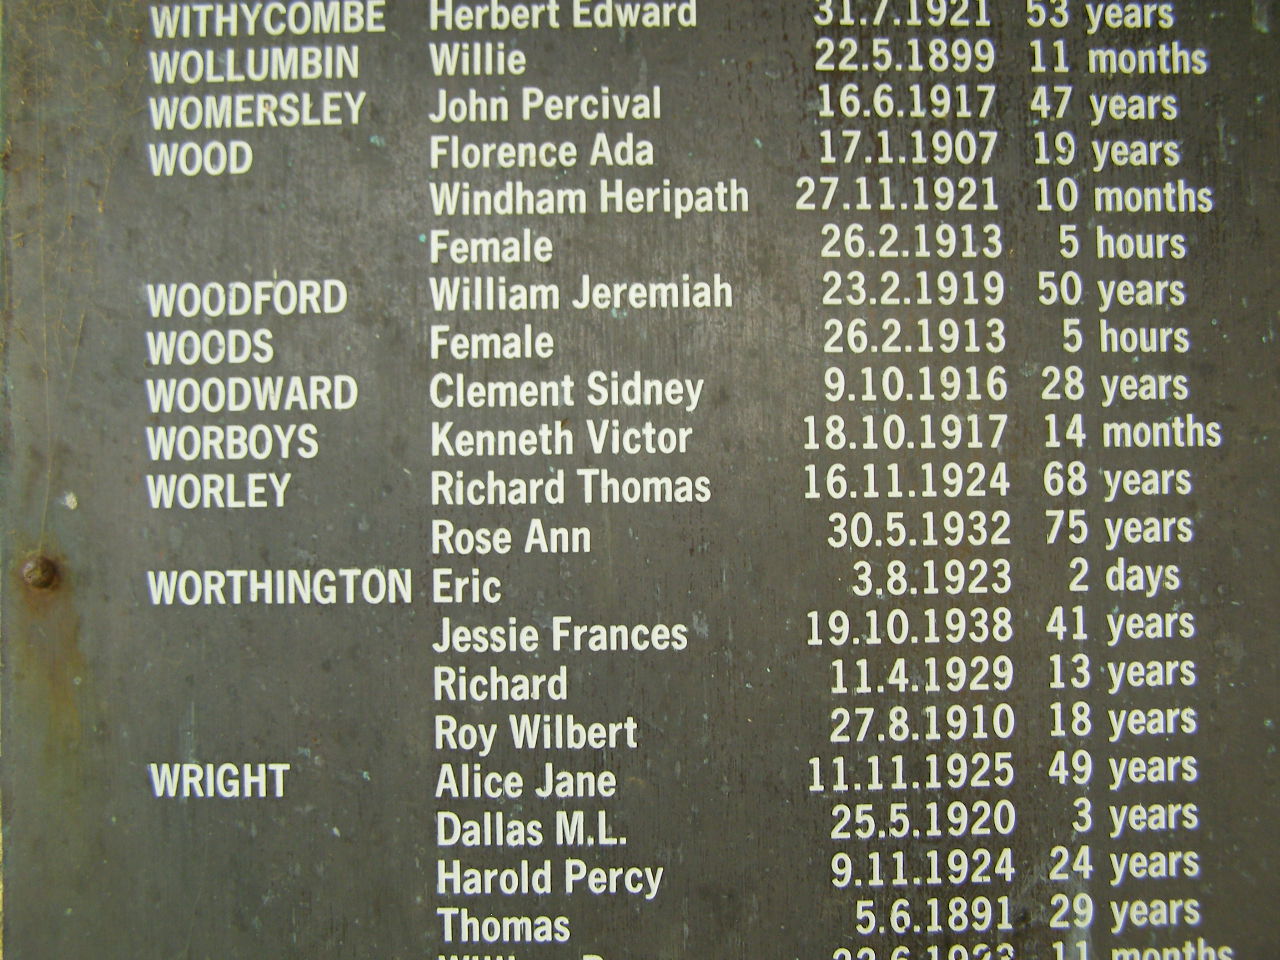 WITHYCOMBE Herbert Edward 31.7.1921 53 years
WOLLUMBIN Willie 22.5.1899 11 months
WOMERSLEY John Percival 16.6.1917 47 years
WOOD Florence Ada 17.1.1907 19 years
Windham Heripath 27.11.1921 10 months
Female 26.2.1913 5 hours
WOODFORD William Jeremiah 23.2.1919 50 years
WOODS Female 26.2.1913 5 hours
WOODWARD Clement Sidney 9.10.1916 28 years
WORBOYS Kenneth Victor 18.10.1917 14 months
WORLEY Richard Thomas 16.11.1924 68 years
Rose Ann 30.5.1932 75 years
WORTHINGTON Eric 3.8.1923 2 days
Jessie Frances 19.10.1938 41 years
Richard 11.4.1929 13 years
Roy Wilbert 27.8.1910 18 years
WRIGHT Alice Jane 11.11.1925 49 years
Dallas M.L. 25.5.1920 3 years
Harold Percy 9.11.1924 24 years
Thomas 5.6.1891 29 years
11 months